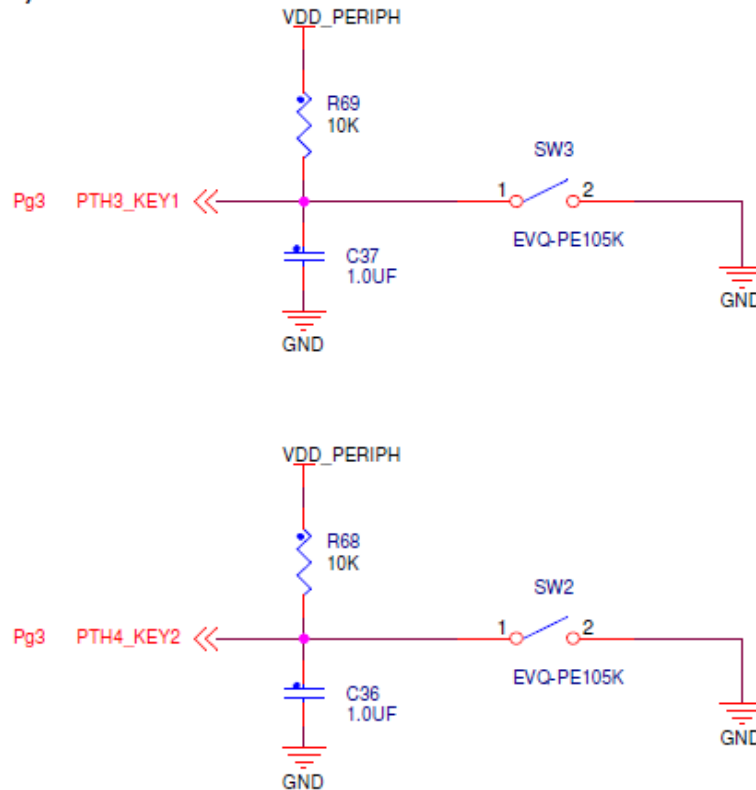 VDD_PERIPH
R69
10K
SW3
Pg3 PTH3_KEY1
1 2
EVQ-PE105K
C37
1.0UF
GND
GND
VDD_PERIPH
R68
10K
SW2
Pg3 PTH4_KEY2
1 2
EVQ-PE105K
C36
1.0UF
GND
GND